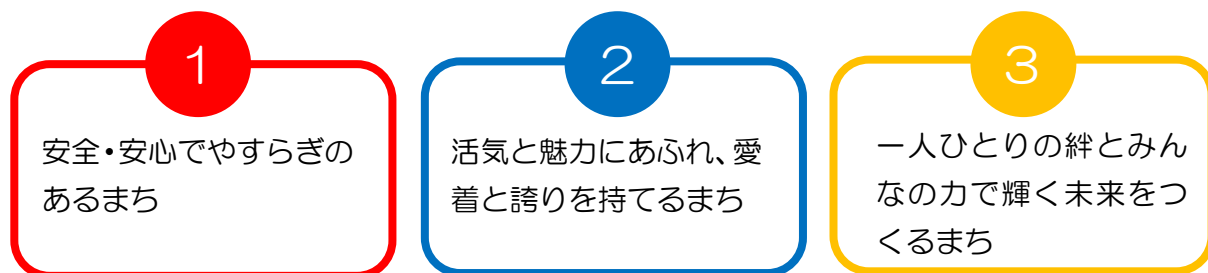 1
安全・安心でやすらぎの
あるまち
2
活気と魅力にあふれ、愛
着と誇りを持てるまち
3
一人ひとりの絆とみん
なの力で輝く未来をつ
くるまち